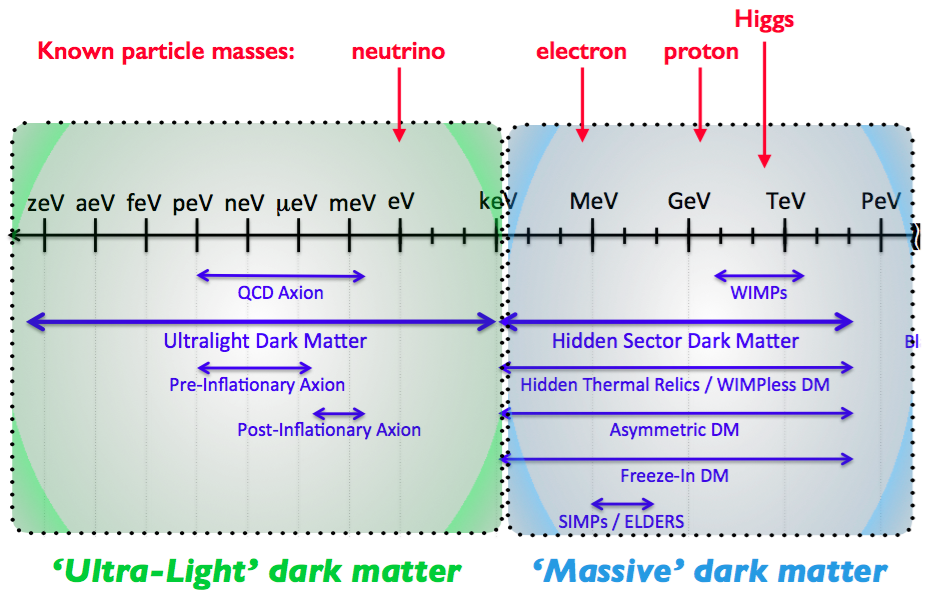 Higgs
Known particle masses: neutrino electron proton
zeV aeV feV peV neV μeV meV eV keV MeV GeV TeV PeV
QCD Axion WIMPs
Ultralight Dark Matter Hidden Sector Dark Matter
Pre-Inflationary Axion Hidden Thermal Relics / WIMPless DM
Post-Inflationary Axion Asymmetric DM
Freeze-In DM
SIMPs / ELDERS
‘Ultra-Light’ dark matter ‘Massive’ dark matter